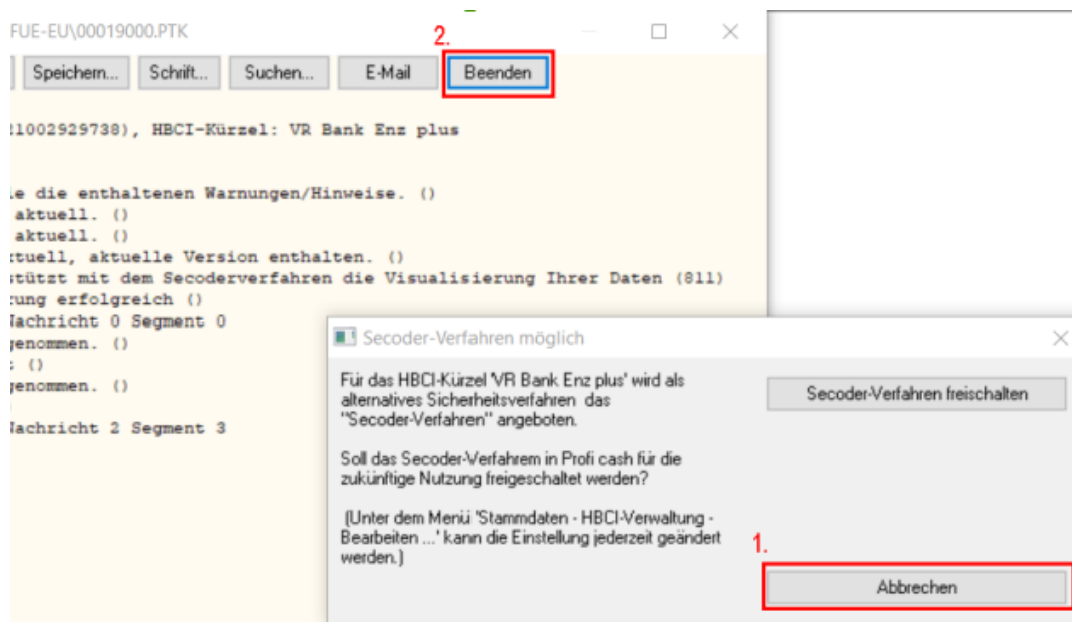 FUE-EU\00019000.PTK
2.
Speichern... Schrift... Suchen... E-Mail Beenden
:1002929738), HBCI-Kürzel: VR Bank Enz plus
.e die enthaltenen Warnungen/Hinweise. ()
aktuell. ()
aktuell. ()
:tuell, aktuelle Version enthalten. ()
:stützt mit dem Secoderverfahren die Visualisierung Ihrer Daten (811)
:ung erfolgreich ()
Nachricht 0 Segment 0
genommen. ()
: ()
genommen. ()
Nachricht 2 Segment 3
Secoder-Verfahren möglich
Für das HBCI-Kürzel 'VR Bank Enz plus' wird als
alternatives Sicherheitsverfahren das
"Secoder-Verfahren" angeboten.
Secoder-Verfahren freischalten
Soll das Secoder-Verfahrem in Profi cash für die
zukünftige Nutzung freigeschaltet werden?
(Unter dem Menü 'Stammdaten - HBCI-Verwaltung -
Bearbeiten ...' kann die Einstellung jederzeit geändert
werden.)
1.
Abbrechen